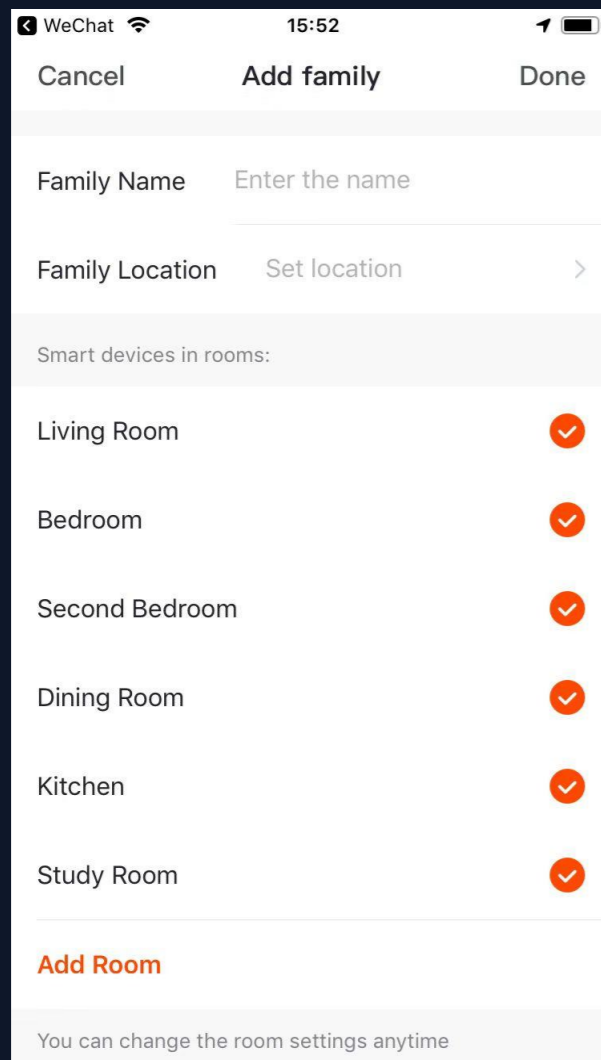 WeChat 15:52
Cancel Add family Done
Family Name Enter the name
Family Location Set location
Smart devices in rooms:
Living Room
Bedroom
Second Bedroom
Dining Room
Kitchen
Study Room
Add Room
You can change the room settings anytime